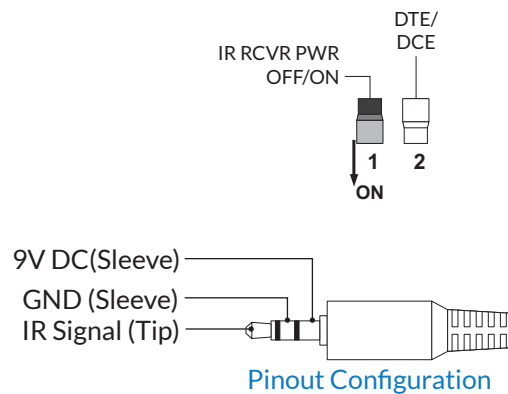 DTE/
DCE
IR RCVR PWR
OFF/ON
1 2
ON
9V DC(Sleeve)
GND (Sleeve)
IR Signal (Tip)
Pinout Configuration